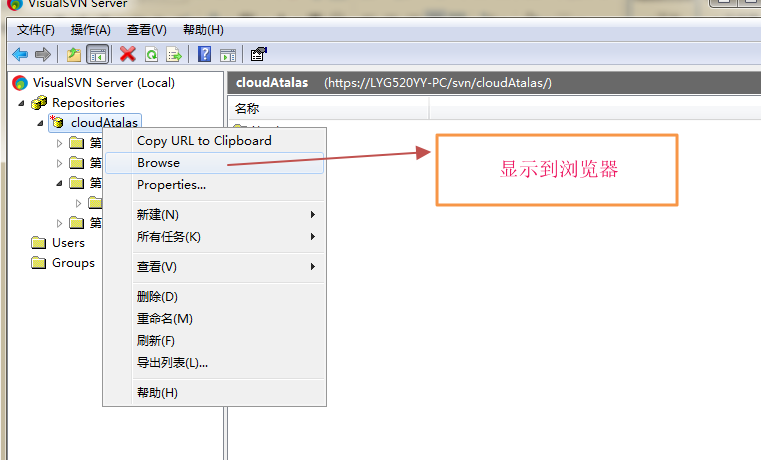 VisualSVN Server
文件(F) 操作(A) 查看(V) 帮助(H)
VisualSVN Server (Local)
Repositories
cloudAtalas
第
第
第
第
Users
Groups
cloudAtalas (https://LYG520YY-PC/svn/cloudAtalas/)
名称
Copy URL to Clipboard
Browse
Properties...
新建(N)
所有任务(K)
查看(V)
删除(D)
重命名(M)
刷新(F)
导出列表(L)...
帮助(H)
显示到浏览器